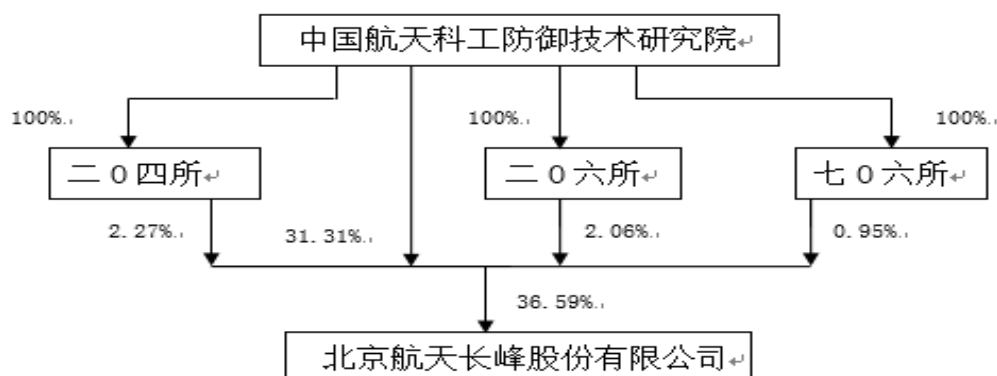 中国航天科工防御技术研究院
100%
100%
100%
二０四所
二０六所
七０六所
2.27%
31.31%
2.06%
0.95%
36.59%
北京航天长峰股份有限公司